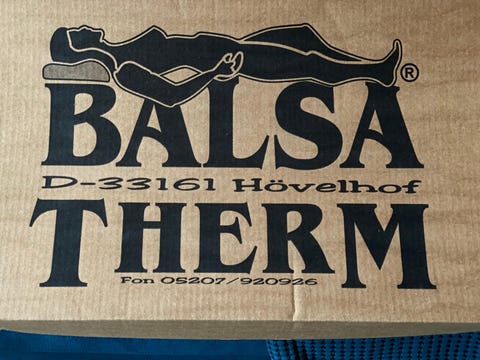 BALSA®
D-33161 Hövelhof
THERM
Fon 05207/920926